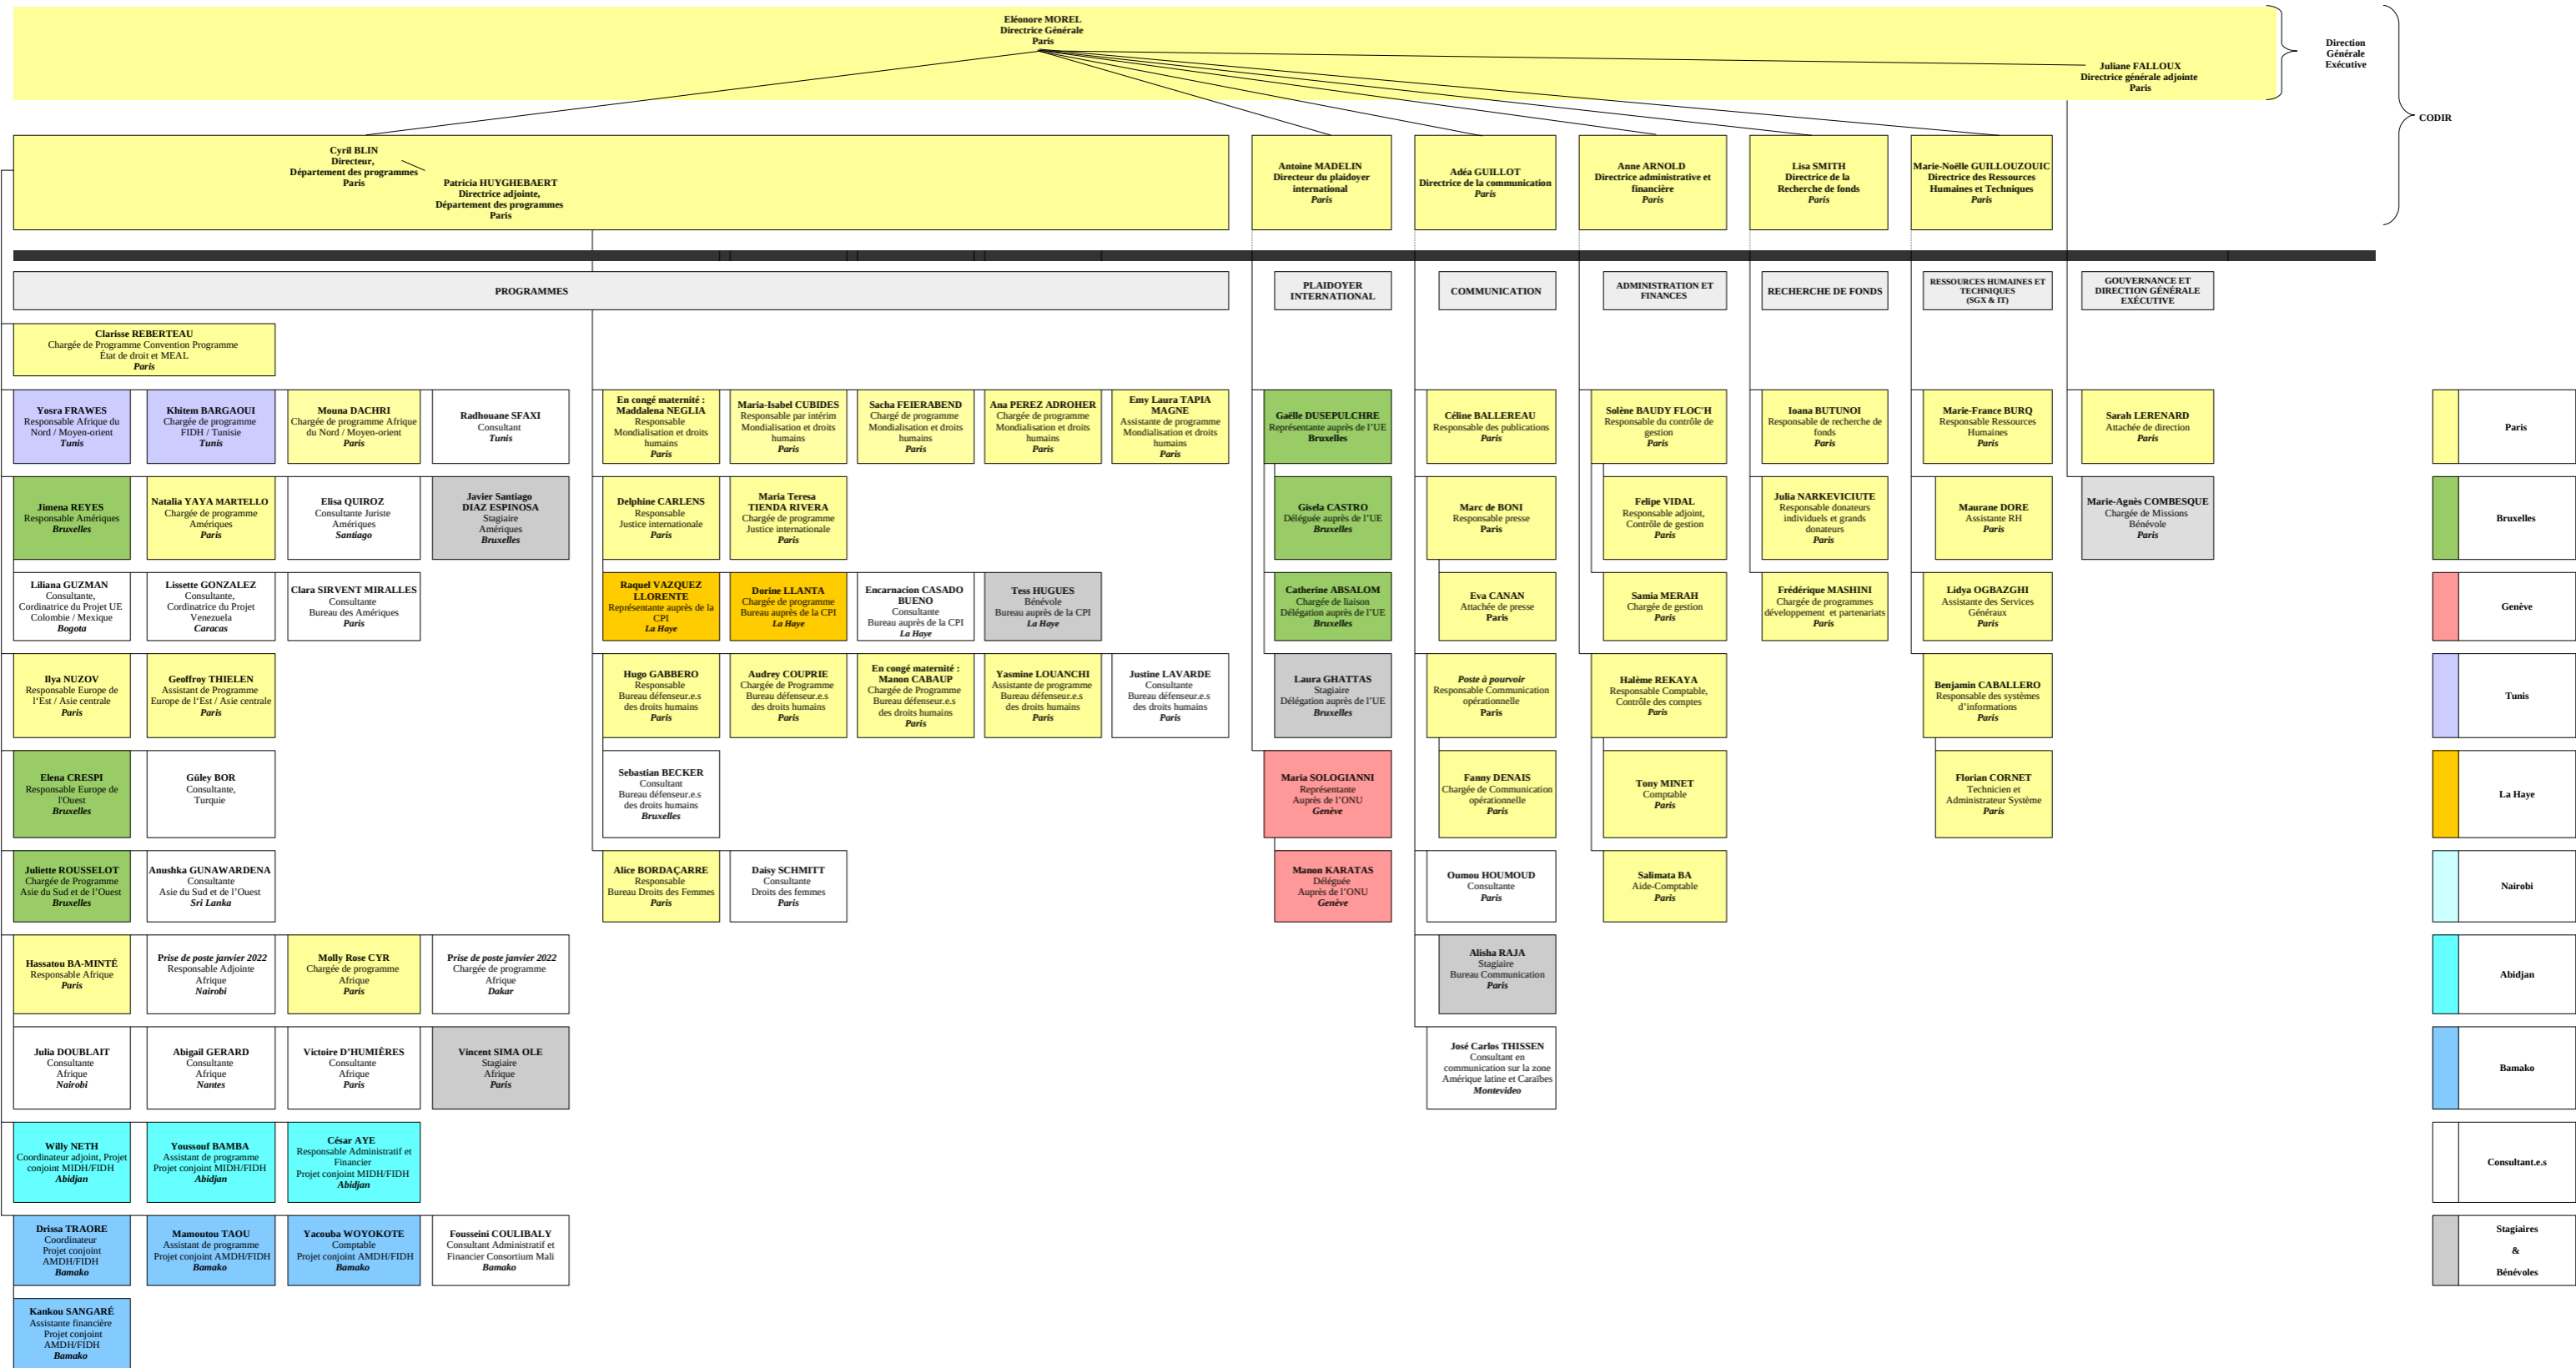 Eléonore MOREL
Directrice Générale
Paris
Juliane FALLOUX
Directrice générale adjointe
Paris
Direction
Générale
Exécutive
CODIR
Cyril BLIN
Directeur,
Département des programmes
Paris
Patricia HUYGHEBAERT
Directrice adjointe,
Département des programmes
Paris
Antoine MADELIN
Directeur du plaidoyer
international
Paris
Adéa GUILLOT
Directrice de la communication
Paris
Anne ARNOLD
Directrice administrative et
financière
Paris
Lisa SMITH
Directrice de la
Recherche de fonds
Paris
Marie-Noëlle GUILLOUZOUIC
Directrice des Ressources
Humaines et Techniques
Paris
PROGRAMMES
PLAIDOYER
INTERNATIONAL
COMMUNICATION
ADMINISTRATION ET
FINANCES
RECHERCHE DE FONDS
RESSOURCES HUMAINES ET
TECHNIQUES
(SGX & IT)
GOUVERNANCE ET
DIRECTION GÉNÉRALE
EXÉCUTIVE
Clarisse REBERTEAU
Chargée de Programme Convention Programme
État de droit et MEAL
Paris
Yosra FRAWES
Responsable Afrique du
Nord / Moyen-orient
Tunis
Khitem BARGAOUI
Chargée de programme
FIDH / Tunisie
Tunis
Mouna DACHRI
Chargée de programme Afrique
du Nord / Moyen-orient
Paris
Radhouane SFAXI
Consultant
Tunis
En congé maternité :
Maddalena NEGLIA
Responsable
Mondialisation et droits
humains
Paris
Maria-Isabel CUBIDES
Responsable par intérim
Mondialisation et droits
humains
Paris
Sacha FEIERABEND
Chargé de programme
Mondialisation et droits
humains
Paris
Ana PEREZ ADROHER
Chargée de programme
Mondialisation et droits
humains
Paris
Emy Laura TAPIA
MAGNE
Assistante de programme
Mondialisation et droits
humains
Paris
Gaëlle DUSEPULCHRE
Représentante auprès de l'UE
Bruxelles
Céline BALLEREAU
Responsable des publications
Paris
Solène BAUDY FLOC'H
Responsable du contrôle de
gestion
Paris
Ioana BUTUNOI
Responsable de recherche de
fonds
Paris
Marie-France BURQ
Responsable Ressources
Humaines
Paris
Sarah LERENARD
Attachée de direction
Paris
Paris
Jimena REYES
Responsable Amériques
Bruxelles
Natalia YAYA MARTELLO
Chargée de programme
Amériques
Paris
Elisa QUIROZ
Consultante Juriste
Amériques
Santiago
Javier Santiago
DIAZ ESPINOSA
Stagiaire
Amériques
Bruxelles
Delphine CARLENS
Responsable
Justice internationale
Paris
Maria Teresa
TIENDA RIVERA
Chargée de programme
Justice internationale
Paris
Gisela CASTRO
Déléguée auprès de l'UE
Bruxelles
Marc de BONI
Responsable presse
Paris
Felipe VIDAL
Responsable adjoint,
Contrôle de gestion
Paris
Julia NARKEVICIUTE
Responsable donateurs
individuels et grands
donateurs
Paris
Maurane DORE
Assistante RH
Paris
Marie-Agnès COMBESQUE
Chargée de Missions
Bénévole
Paris
Bruxelles
Liliana GUZMAN
Consultante,
Cordinatrice du Projet UE
Colombie / Mexique
Bogota
Lissette GONZALEZ
Consultante,
Cordinatrice du Projet
Venezuela
Caracas
Clara SIRVENT MIRALLES
Consultante
Bureau des Amériques
Paris
Raquel VAZQUEZ
LLORENTE
Représentante auprès de la
CPI
La Haye
Dorine LLANTA
Chargée de programme
Bureau auprès de la CPI
La Haye
Encarnacion CASADO
BUENO
Consultante
Bureau auprès de la CPI
La Haye
Tess HUGUES
Bénévole
Bureau auprès de la CPI
La Haye
Catherine ABSALOM
Chargée de liaison
Délégation auprès de l'UE
Bruxelles
Eva CANAN
Attachée de presse
Paris
Samia MERAH
Chargée de gestion
Paris
Frédérique MASHINI
Chargée de programmes
développement et partenariats
Paris
Lidya OGBAZGHI
Assistante des Services
Généraux
Paris
Genève
Ilya NUZOV
Responsable Europe de
l'Est / Asie centrale
Paris
Geoffroy THIELEN
Assistant de Programme
Europe de l'Est / Asie centrale
Paris
Hugo GABBERO
Responsable
Bureau défenseur.e.s
des droits humains
Paris
Audrey COUPRIE
Chargée de Programme
Bureau défenseur.e.s
des droits humains
Paris
En congé maternité :
Manon CABAUP
Chargée de Programme
Bureau défenseur.e.s
des droits humains
Paris
Yasmine LOUANCHI
Assistante de programme
Bureau défenseur.e.s
des droits humains
Paris
Justine LAVARDE
Consultante
Bureau défenseur.e.s
des droits humains
Paris
Laura GHATTAS
Stagiaire
Délégation auprès de l'UE
Bruxelles
Poste à pourvoir
Responsable Communication
opérationnelle
Paris
Halème REKAYA
Responsable Comptable,
Contrôle des comptes
Paris
Benjamin CABALLERO
Responsable des systèmes
d'informations
Paris
Tunis
Elena CRESPI
Responsable Europe de
l'Ouest
Bruxelles
Güley BOR
Consultante,
Turquie
Sebastian BECKER
Consultant
Bureau défenseur.e.s
des droits humains
Bruxelles
Maria SOLOGIANNI
Représentante
Auprès de l'ONU
Genève
Fanny DENAIS
Chargée de Communication
opérationnelle
Paris
Tony MINET
Comptable
Paris
Florian CORNET
Technicien et
Administrateur Système
Paris
La Haye
Juliette ROUSSELOT
Chargée de Programme
Asie du Sud et de l'Ouest
Bruxelles
Anushka GUNAWARDENA
Consultante
Asie du Sud et de l'Ouest
Sri Lanka
Alice BORDAÇARRE
Responsable
Bureau Droits des Femmes
Paris
Daisy SCHMITT
Consultante
Droits des femmes
Paris
Manon KARATAS
Déléguée
Auprès de l'ONU
Genève
Oumou HOUMOUD
Consultante
Paris
Salimata BA
Aide-Comptable
Paris
Nairobi
Hassatou BA-MINTÉ
Responsable Afrique
Paris
Prise de poste janvier 2022
Responsable Adjointe
Afrique
Nairobi
Molly Rose CYR
Chargée de programme
Afrique
Paris
Prise de poste janvier 2022
Chargée de programme
Afrique
Dakar
Alisha RAJA
Stagiaire
Bureau Communication
Paris
Abidjan
Julia DOUBLAIT
Consultante
Afrique
Nairobi
Abigail GERARD
Consultante
Afrique
Nantes
Victoire D'HUMIÈRES
Consultante
Afrique
Paris
Vincent SIMA OLE
Stagiaire
Afrique
Paris
José Carlos THISSEN
Consultant en
communication sur la zone
Amérique latine et Caraïbes
Montevideo
Bamako
Willy NETH
Coordinateur adjoint, Projet
conjoint MIDH/FIDH
Abidjan
Youssouf BAMBA
Assistant de programme
Projet conjoint MIDH/FIDH
Abidjan
César AYE
Responsable Administratif et
Financier
Projet conjoint MIDH/FIDH
Abidjan
Consultant.e.s
Drissa TRAORE
Coordinateur
Projet conjoint
AMDH/FIDH
Bamako
Mamoutou TAOU
Assistant de programme
Projet conjoint AMDH/FIDH
Bamako
Yacouba WOYOKOTE
Comptable
Projet conjoint AMDH/FIDH
Bamako
Fousseini COULIBALY
Consultant Administratif et
Financier Consortium Mali
Bamako
Stagiaires
&
Bénévoles
Kankou SANGARÉ
Assistante financière
Projet conjoint
AMDH/FIDH
Bamako